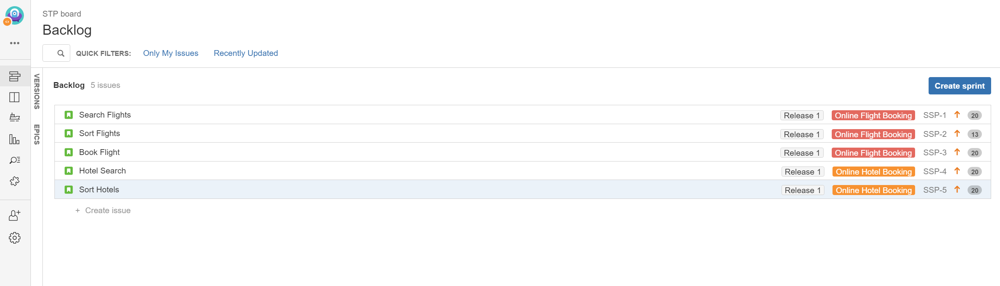 STP board
Backlog
QUICK FILTERS: Only My Issues Recently Updated
VERSIONS
EPICS
Backlog 5 issues
Create sprint
Search Flights Release 1 Online Flight Booking SSP-1 20
Sort Flights Release 1 Online Flight Booking SSP-2 13
Book Flight Release 1 Online Flight Booking SSP-3 20
Hotel Search Release 1 Online Hotel Booking SSP-4 20
Sort Hotels Release 1 Online Hotel Booking SSP-5 20
+ Create issue